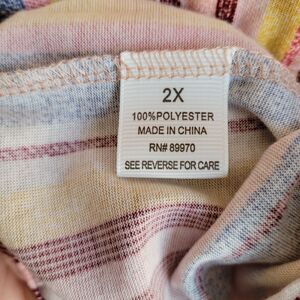 2X
100%POLYESTER
MADE IN CHINA
RN# 89970
SEE REVERSE FOR CARE